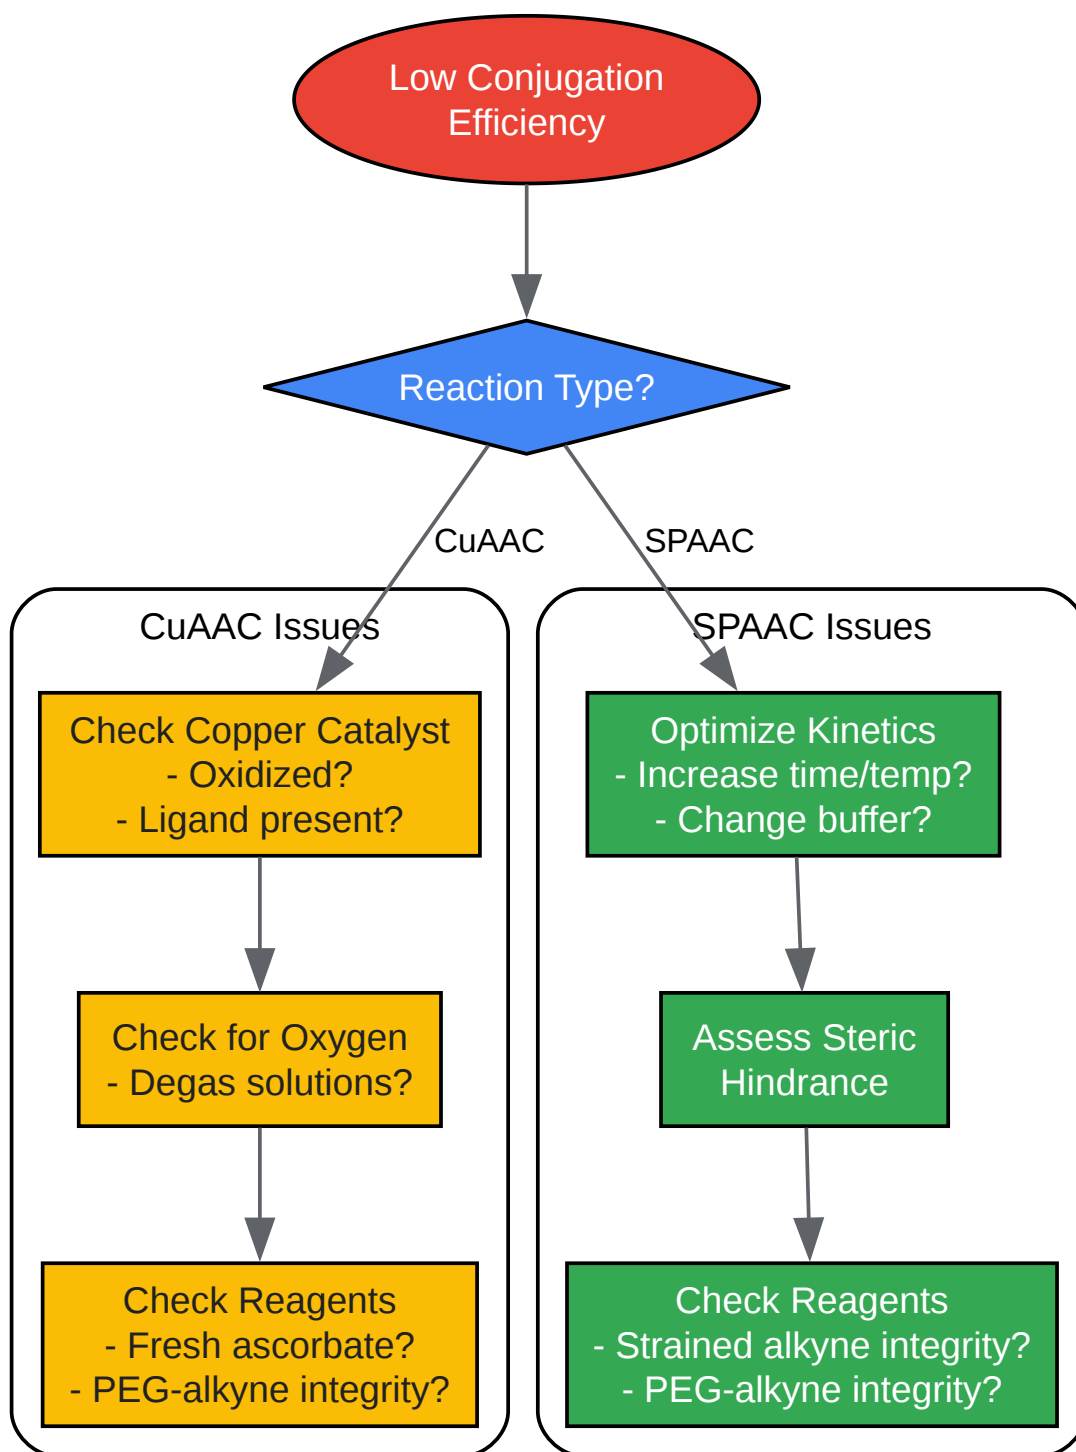 Low Conjugation
Efficiency
Reaction Type?
CuAAC
SPAAC
CuAAC Issues
Check Copper Catalyst
- Oxidized?
- Ligand present?
Check for Oxygen
- Degas solutions?
Check Reagents
- Fresh ascorbate?
- PEG-alkyne integrity?
SPAAC Issues
Optimize Kinetics
- Increase time/temp?
- Change buffer?
Assess Steric
Hindrance
Check Reagents
- Strained alkyne integrity?
- PEG-alkyne integrity?